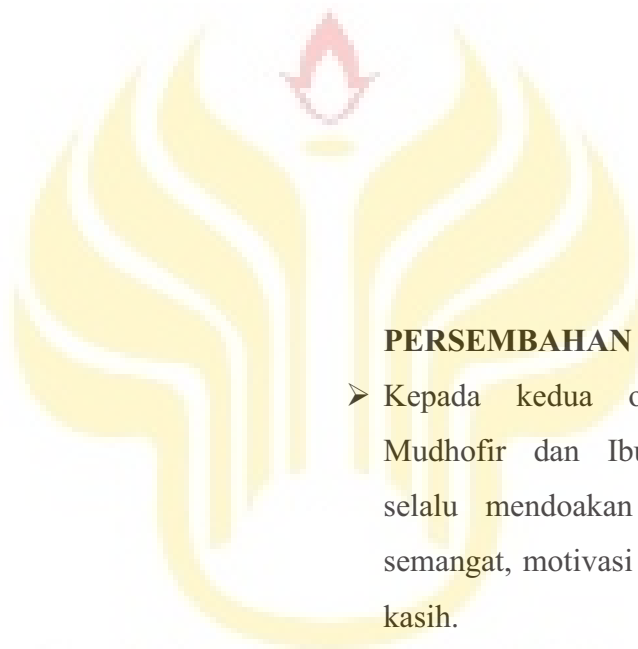 PERSEMBAHAN
➢ Kepada kedua
Mudhofir dan Ibu
selalu mendoakan
semangat, motivasi
kasih.